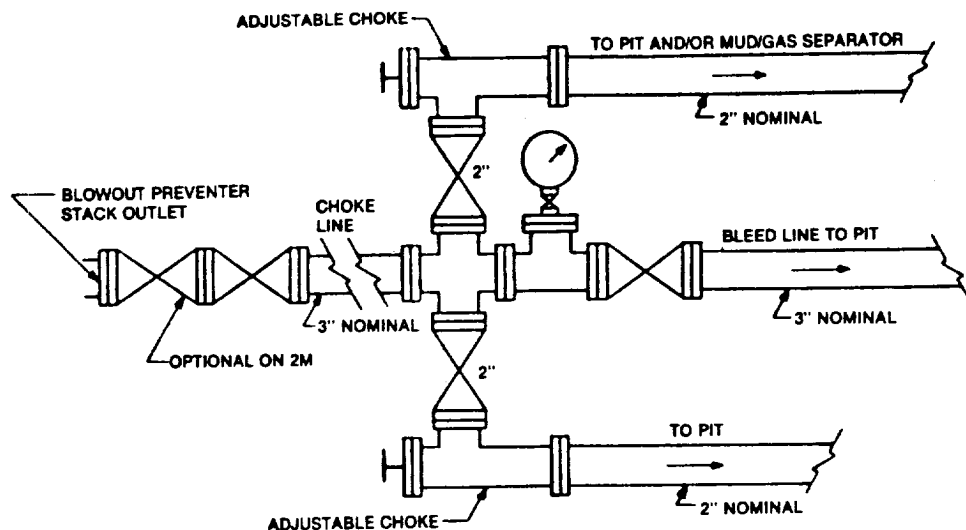 ADJUSTABLE CHOKE
TO PIT AND/OR MUD/GAS SEPARATOR
2" NOMINAL
2"
BLOWOUT PREVENTER
STACK OUTLET
CHOKE
LINE
BLEED LINE TO PIT
3" NOMINAL
3" NOMINAL
OPTIONAL ON 2M
2"
TO PIT
2" NOMINAL
ADJUSTABLE CHOKE